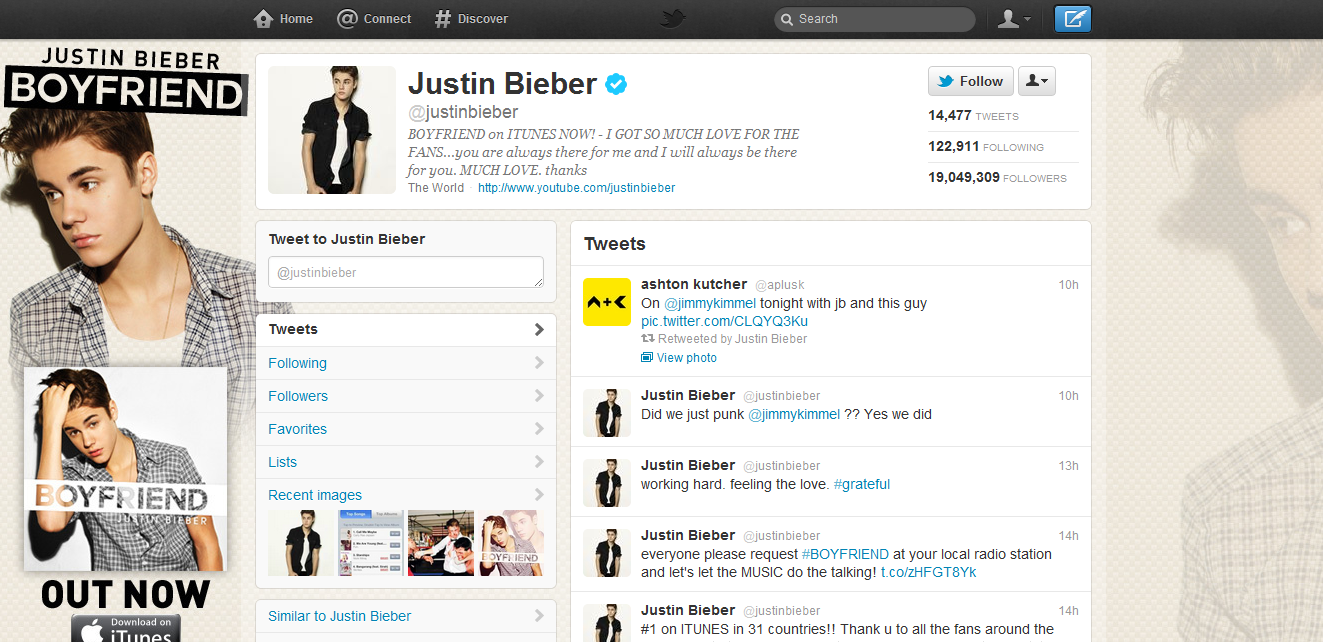 Home
Connect
Discover
Search
JUSTIN BIEBER
BOYFRIEND
BOYFRIEND
JUSTIN BIEBER
OUT NOW
Download on
iTunes
Justin Bieber
@justinbieber
BOYFRIEND on ITUNES NOW! - I GOT SO MUCH LOVE FOR THE
FANS...you are always there for me and I will always be there
for you. MUCH LOVE. thanks
The World · http://www.youtube.com/justinbieber
Follow
14,477 TWEETS
122,911 FOLLOWING
19,049,309 FOLLOWERS
Tweet to Justin Bieber
@justinbieber
Tweets
Following
Followers
Favorites
Lists
Recent images
Top Songs Top Albums
BOYFRIEND
Similar to Justin Bieber
Tweets
ashton kutcher @aplusk 10h
On @jimmykimmel tonight with jb and this guy
pic.twitter.com/CLQYQ3Ku
Retweeted by Justin Bieber
View photo
Justin Bieber @justinbieber 10h
Did we just punk @jimmykimmel ?? Yes we did
Justin Bieber @justinbieber 13h
working hard. feeling the love. #grateful
Justin Bieber @justinbieber 14h
everyone please request #BOYFRIEND at your local radio station
and let's let the MUSIC do the talking! t.co/zHFGT8Yk
Justin Bieber @justinbieber 14h
#1 on ITUNES in 31 countries!! Thank u to all the fans around the